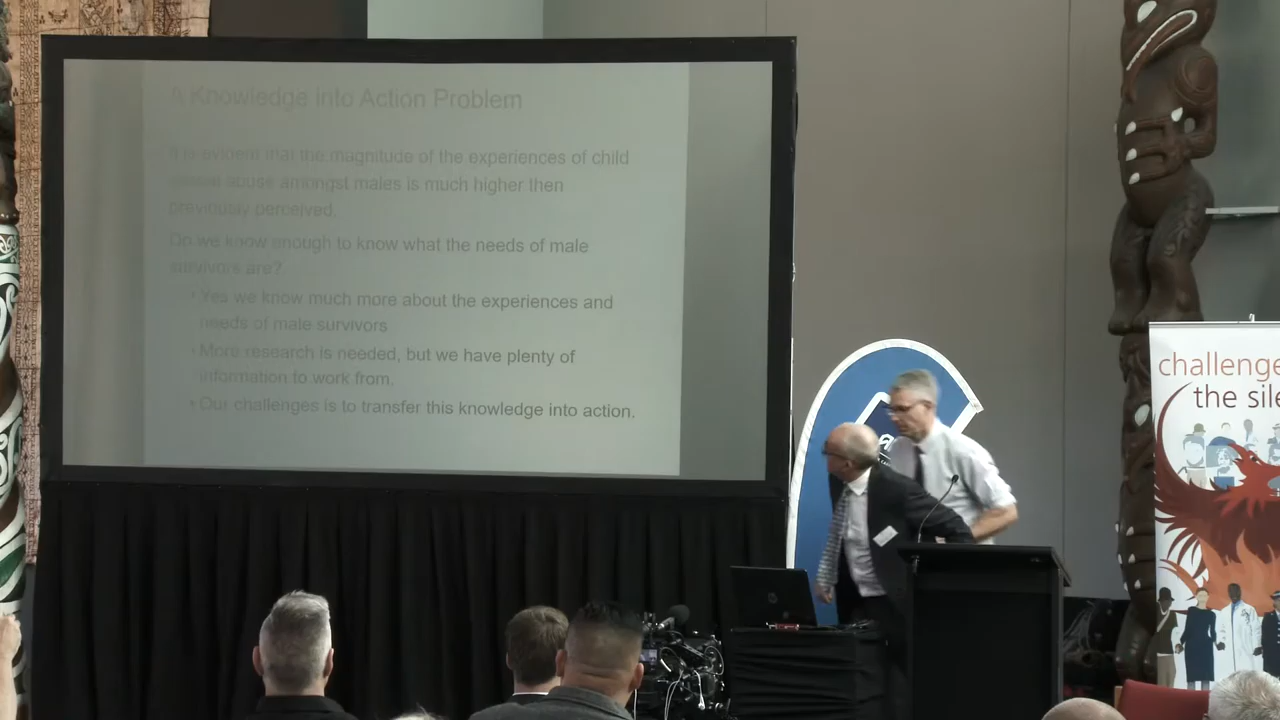 A Knowledge into Action Problem
It is evident that the magnitude of the experiences of child
sexual abuse amongst males is much higher then
previously perceived.
Do we know enough to know what the needs of male
survivors are?
Yes we know much more about the experiences and
needs of male survivors
More research is needed, but we have plenty of
information to work from.
Our challenges is to transfer this knowledge into action.
challenge
the sile